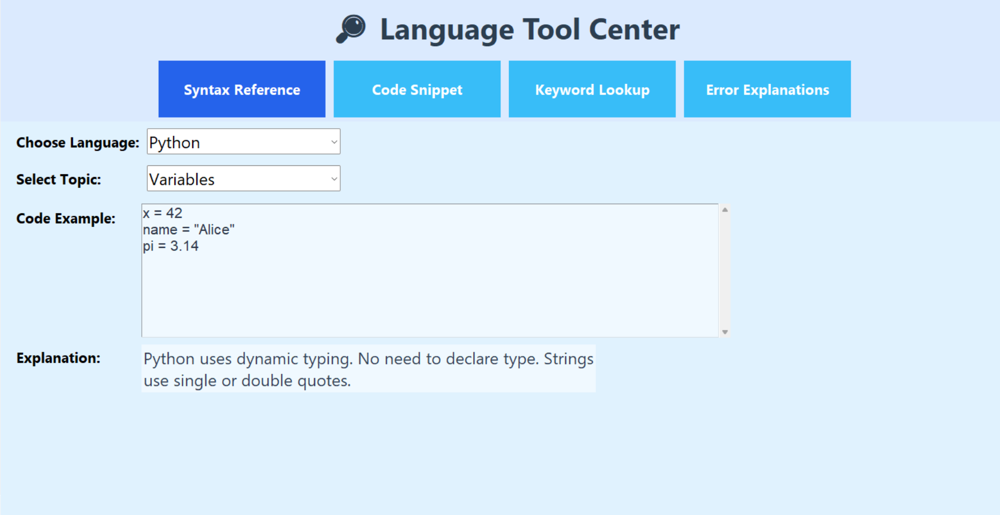 Language Tool Center
Syntax Reference
Code Snippet
Keyword Lookup
Error Explanations
Choose Language:
Python
Select Topic:
Variables
Code Example:
x = 42
name = "Alice"
pi = 3.14
Explanation:
Python uses dynamic typing. No need to declare type. Strings
use single or double quotes.